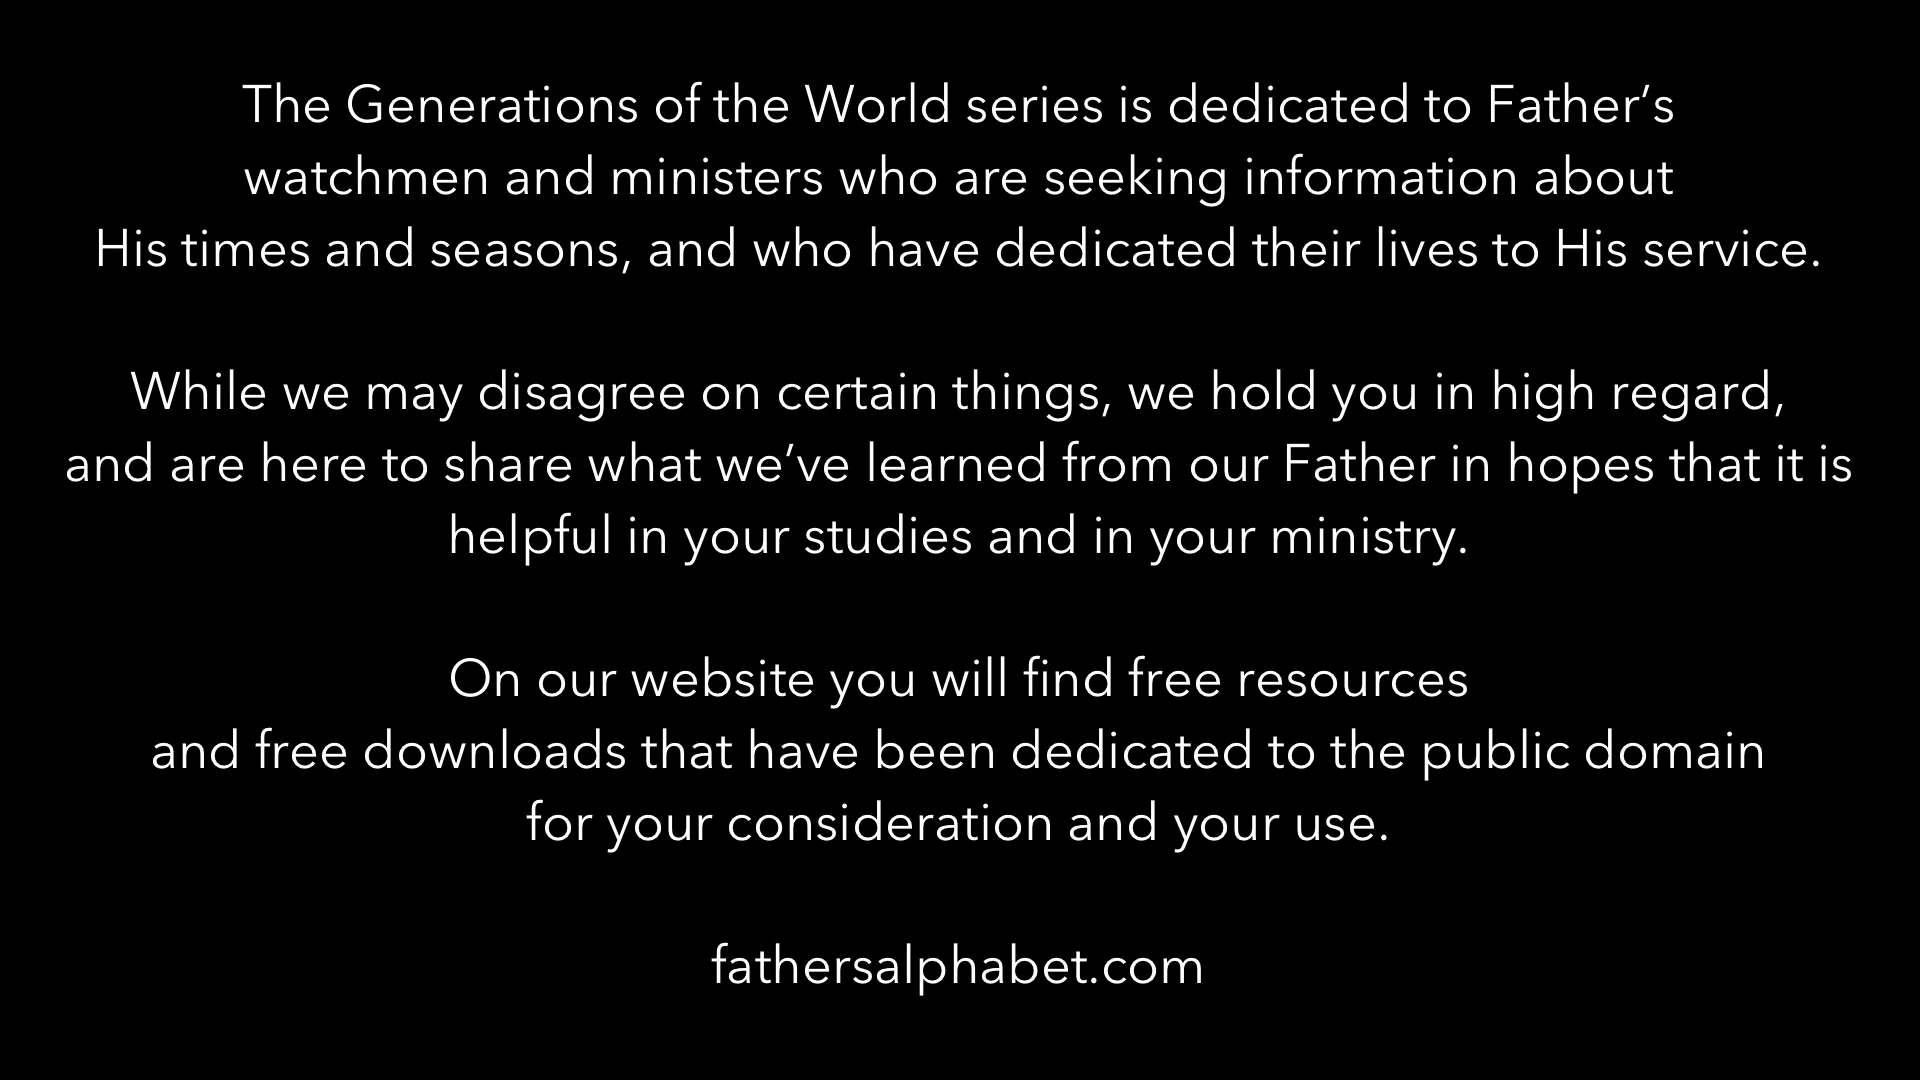 The Generations of the World series is dedicated to Father’s
watchmen and ministers who are seeking information about
His times and seasons, and who have dedicated their lives to His service.
While we may disagree on certain things, we hold you in high regard,
and are here to share what we’ve learned from our Father in hopes that it is
helpful in your studies and in your ministry.
On our website you will find free resources
and free downloads that have been dedicated to the public domain
for your consideration and your use.
fathersalphabet.com